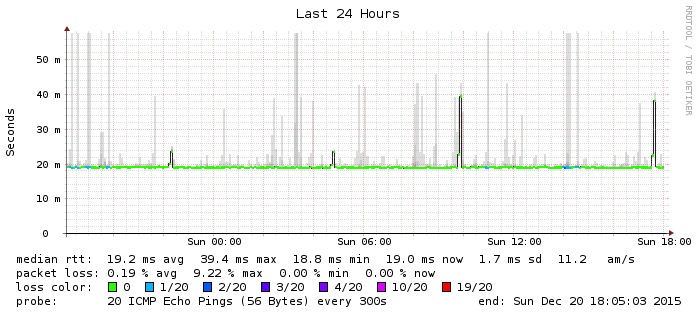 Last 24 Hours
RRDTOOL / TOBI OETIKER
Seconds
50 m
40 m
30 m
20 m
10 m
0
Sun 00:00 Sun 06:00 Sun 12:00 Sun 18:00
median rtt: 19.2 ms avg 39.4 ms max 18.8 ms min 19.0 ms now 1.7 ms sd 11.2 am/s
packet loss: 0.19 % avg 9.22 % max 0.00 % min 0.00 % now
loss color: 0 1/20 2/20 3/20 4/20 10/20 19/20
probe: 20 ICMP Echo Pings (56 Bytes) every 300s end: Sun Dec 20 18:05:03 2015